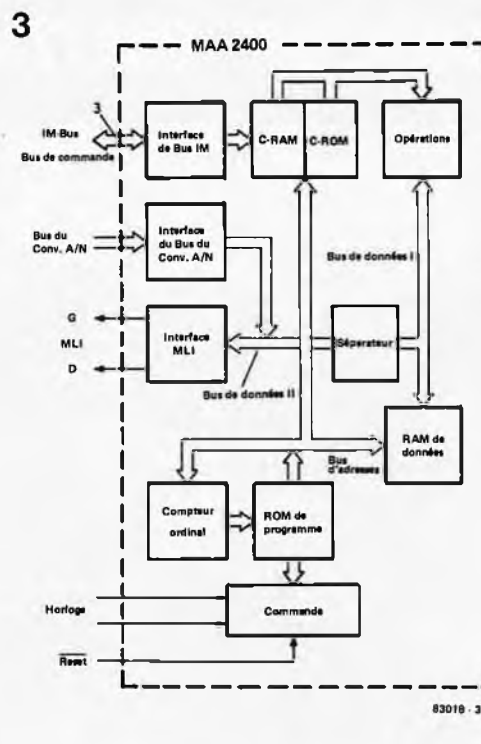 3
MAA 2400
3
IM-Bus
Bus de commande
Interface
de Bus IM
C-RAM
C-ROM
Opérations
Bus du
Conv. A/N
Interface
du Bus du
Conv. A/N
Bus de données I
G
MLI
D
Interface
MLI
Séparateur
Bus de données II
RAM de
données
Bus
d'adresses
Compteur
ordinal
ROM de
programme
Horloge
Commande
Reset
83018 - 3